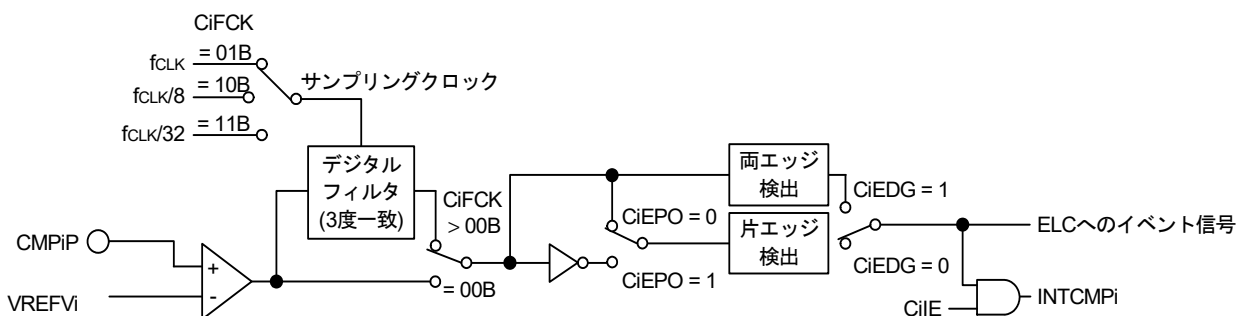 CiFCK
fCLK = 01B
fCLK/8 = 10B
fCLK/32 = 11B
サンプリングクロック
デジタル
フィルタ
(3度一致)
CiFCK
> 00B
= 00B
CMPiP
VREFVi
+
-
CiEPO = 0
CiEPO = 1
両エッジ
検出
片エッジ
検出
CiEDG = 1
CiEDG = 0
ELCへのイベント信号
CiIE
INTCMPi